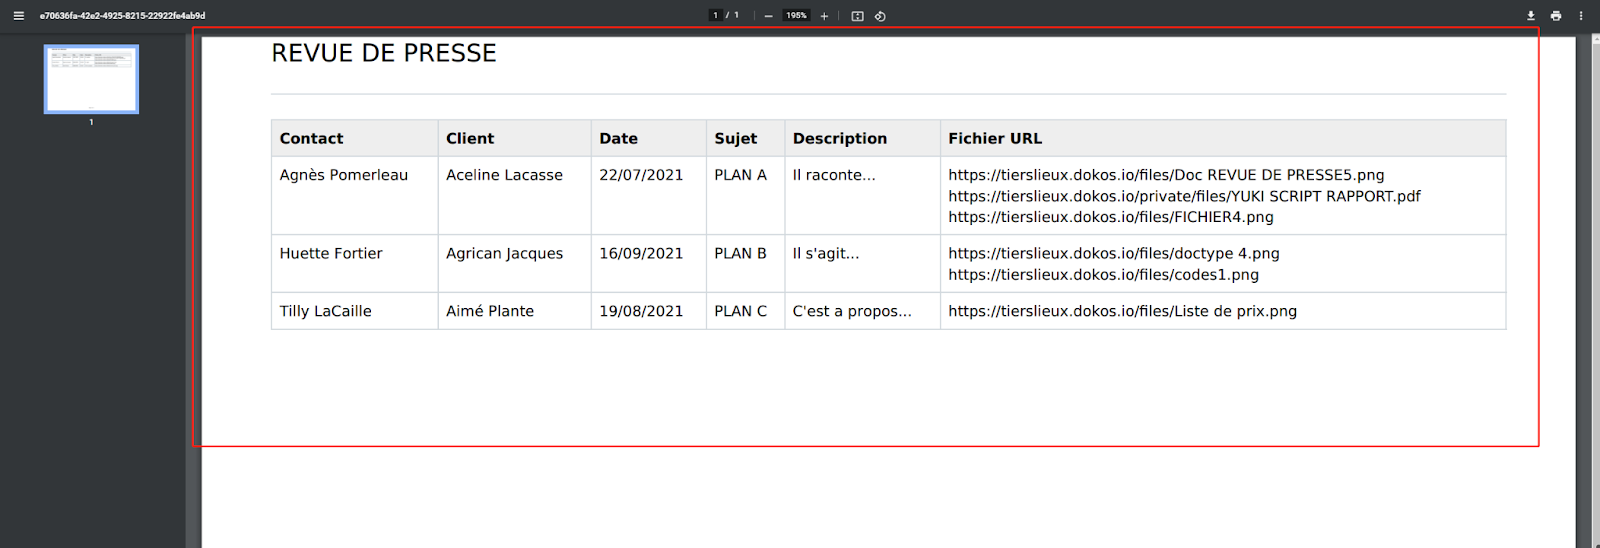 e70636fa-42e2-4925-8215-22922fe4ab9d
1 / 1
195%
1
REVUE DE PRESSE
Contact Client Date Sujet Description Fichier URL
Agnès Pomerleau Aceline Lacasse 22/07/2021 PLAN A Il raconte... https://tierslieux.dokos.io/files/Doc REVUE DE PRESSE5.png
https://tierslieux.dokos.io/private/files/YUKI SCRIPT RAPPORT.pdf
https://tierslieux.dokos.io/files/FICHIER4.png
Huette Fortier Agrican Jacques 16/09/2021 PLAN B Il s'agit... https://tierslieux.dokos.io/files/doctype 4.png
https://tierslieux.dokos.io/files/codes1.png
Tilly LaCaille Aimé Plante 19/08/2021 PLAN C C'est a propos... https://tierslieux.dokos.io/files/Liste de prix.png